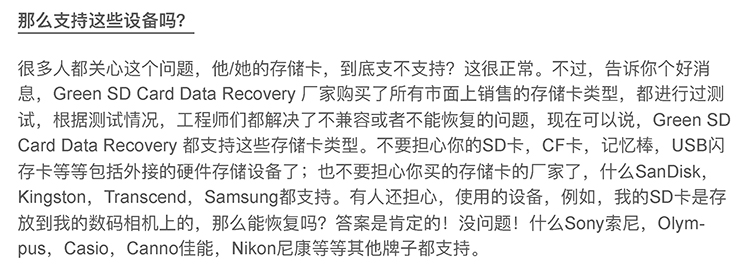 那么支持这些设备吗？
很多人都关心这个问题，他/她的存储卡，到底支不支持？这很正常。不过，告诉你个好消
息，Green SD Card Data Recovery 厂家购买了所有市面上销售的存储卡类型，都进行过测
试，根据测试情况，工程师们都解决了不兼容或者不能恢复的问题，现在可以说，Green SD
Card Data Recovery 都支持这些存储卡类型。不要担心你的SD卡，CF卡，记忆棒，USB闪
存卡等等包括外接的硬件存储设备了；也不要担心你买的存储卡的厂家了，什么SanDisk，
Kingston，Transcend，Samsung都支持。有人还担心，使用的设备，例如，我的SD卡是存
放到我的数码相机上的，那么能恢复吗？答案是肯定的！没问题！什么Sony索尼，Olym-
pus，Casio，Canno佳能，Nikon尼康等等其他牌子都支持。